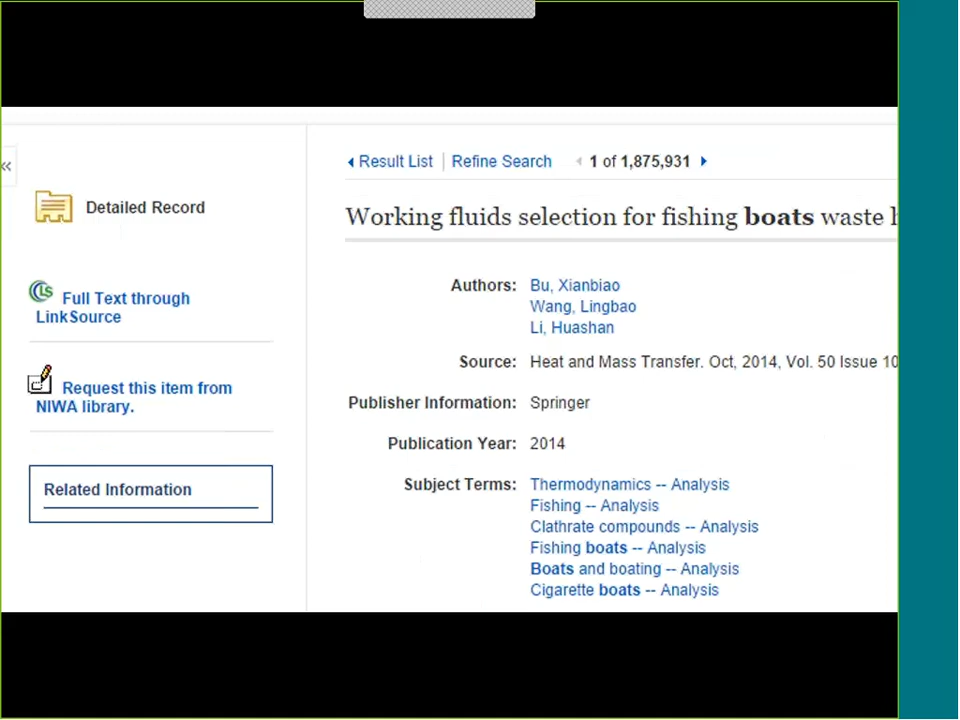 Result List | Refine Search 1 of 1,875,931
«
Detailed Record
Working fluids selection for fishing boats waste
Authors: Bu, Xianbiao
Wang, Lingbao
Li, Huashan
Full Text through
LinkSource
Source: Heat and Mass Transfer. Oct, 2014, Vol. 50 Issue 10
Request this item from
NIWA library.
Publisher Information: Springer
Publication Year: 2014
Related Information
Subject Terms: Thermodynamics -- Analysis
Fishing -- Analysis
Clathrate compounds -- Analysis
Fishing boats -- Analysis
Boats and boating -- Analysis
Cigarette boats -- Analysis